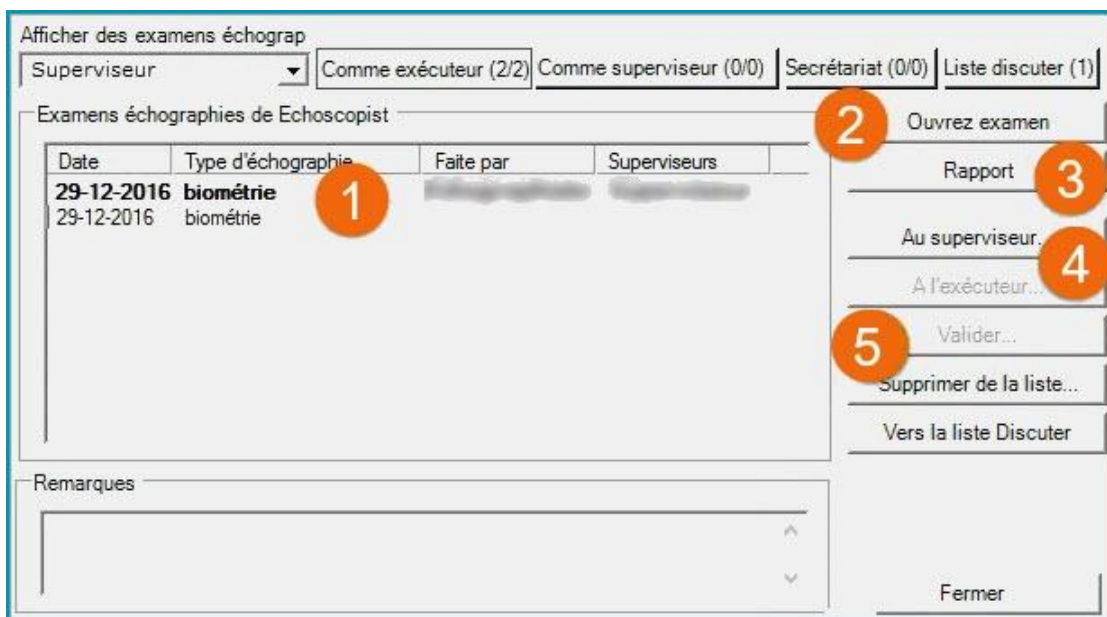 Afficher des examens échograp
Superviseur
Comme exécuteur (2/2) Comme superviseur (0/0) Secrétariat (0/0) Liste discuter (1)
Examens échographies de Echoscopist
Date Type d'échographie Faite par Superviseurs
29-12-2016 biométrie
29-12-2016 biométrie
1
2 Ouvrez examen
Rapport 3
Au superviseur.
4
A l'exécuteur...
5 Valider...
Supprimer de la liste...
Vers la liste Discuter
Remarques
Fermer